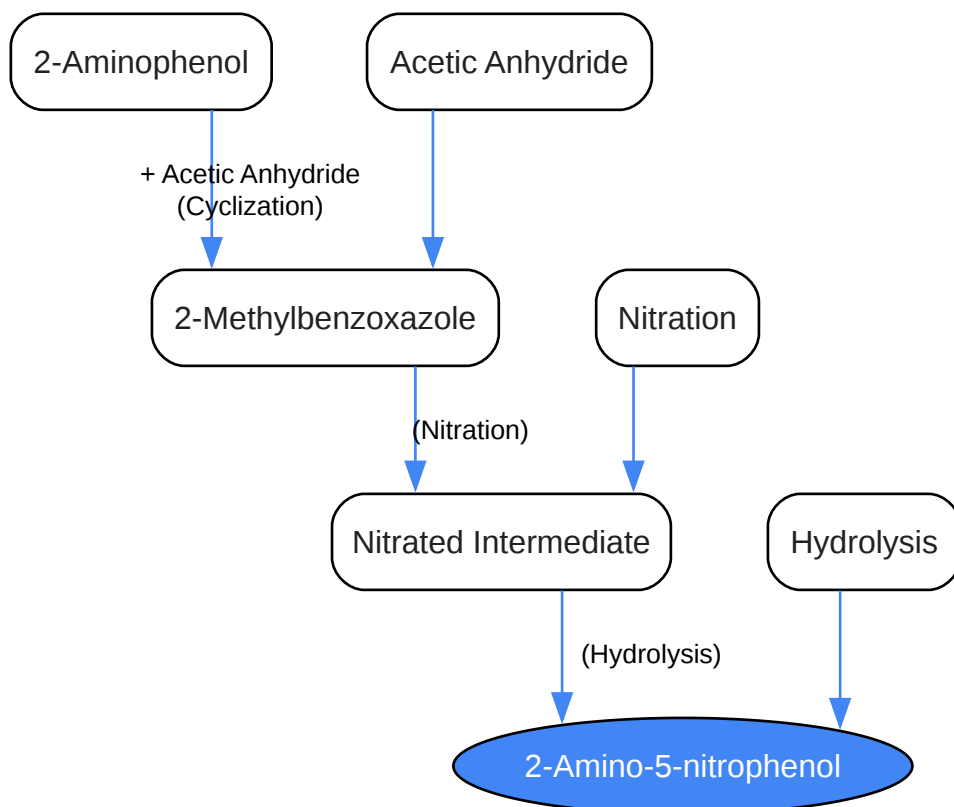 2-Aminophenol
Acetic Anhydride
+ Acetic Anhydride
(Cyclization)
2-Methylbenzoxazole
Nitration
(Nitration)
Nitrated Intermediate
Hydrolysis
(Hydrolysis)
2-Amino-5-nitrophenol